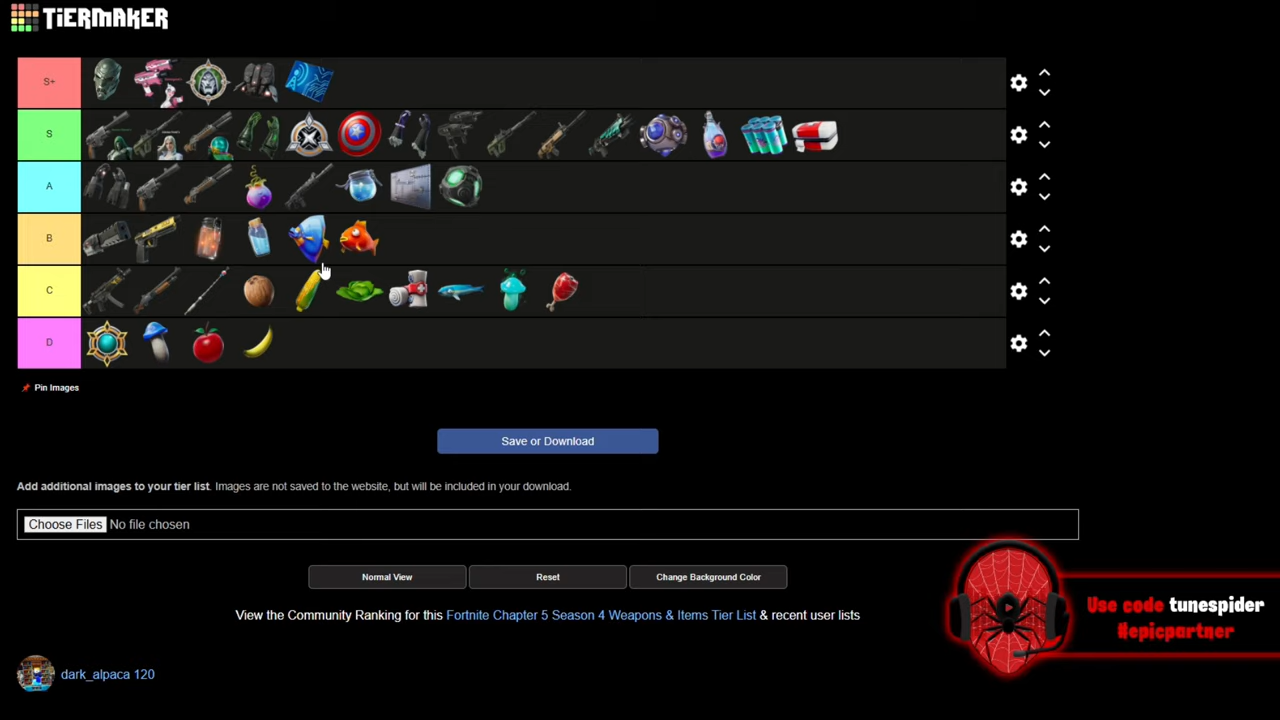 TiERMAKER
S+
S
A
B
C
D
Pin Images
Save or Download
Add additional images to your tier list. Images are not saved to the website, but will be included in your download.
Choose Files No file chosen
Normal View
Reset
Change Background Color
View the Community Ranking for this Fortnite Chapter 5 Season 4 Weapons & Items Tier List & recent user lists
Use code tunespider
#epicpartner
dark_alpaca 120